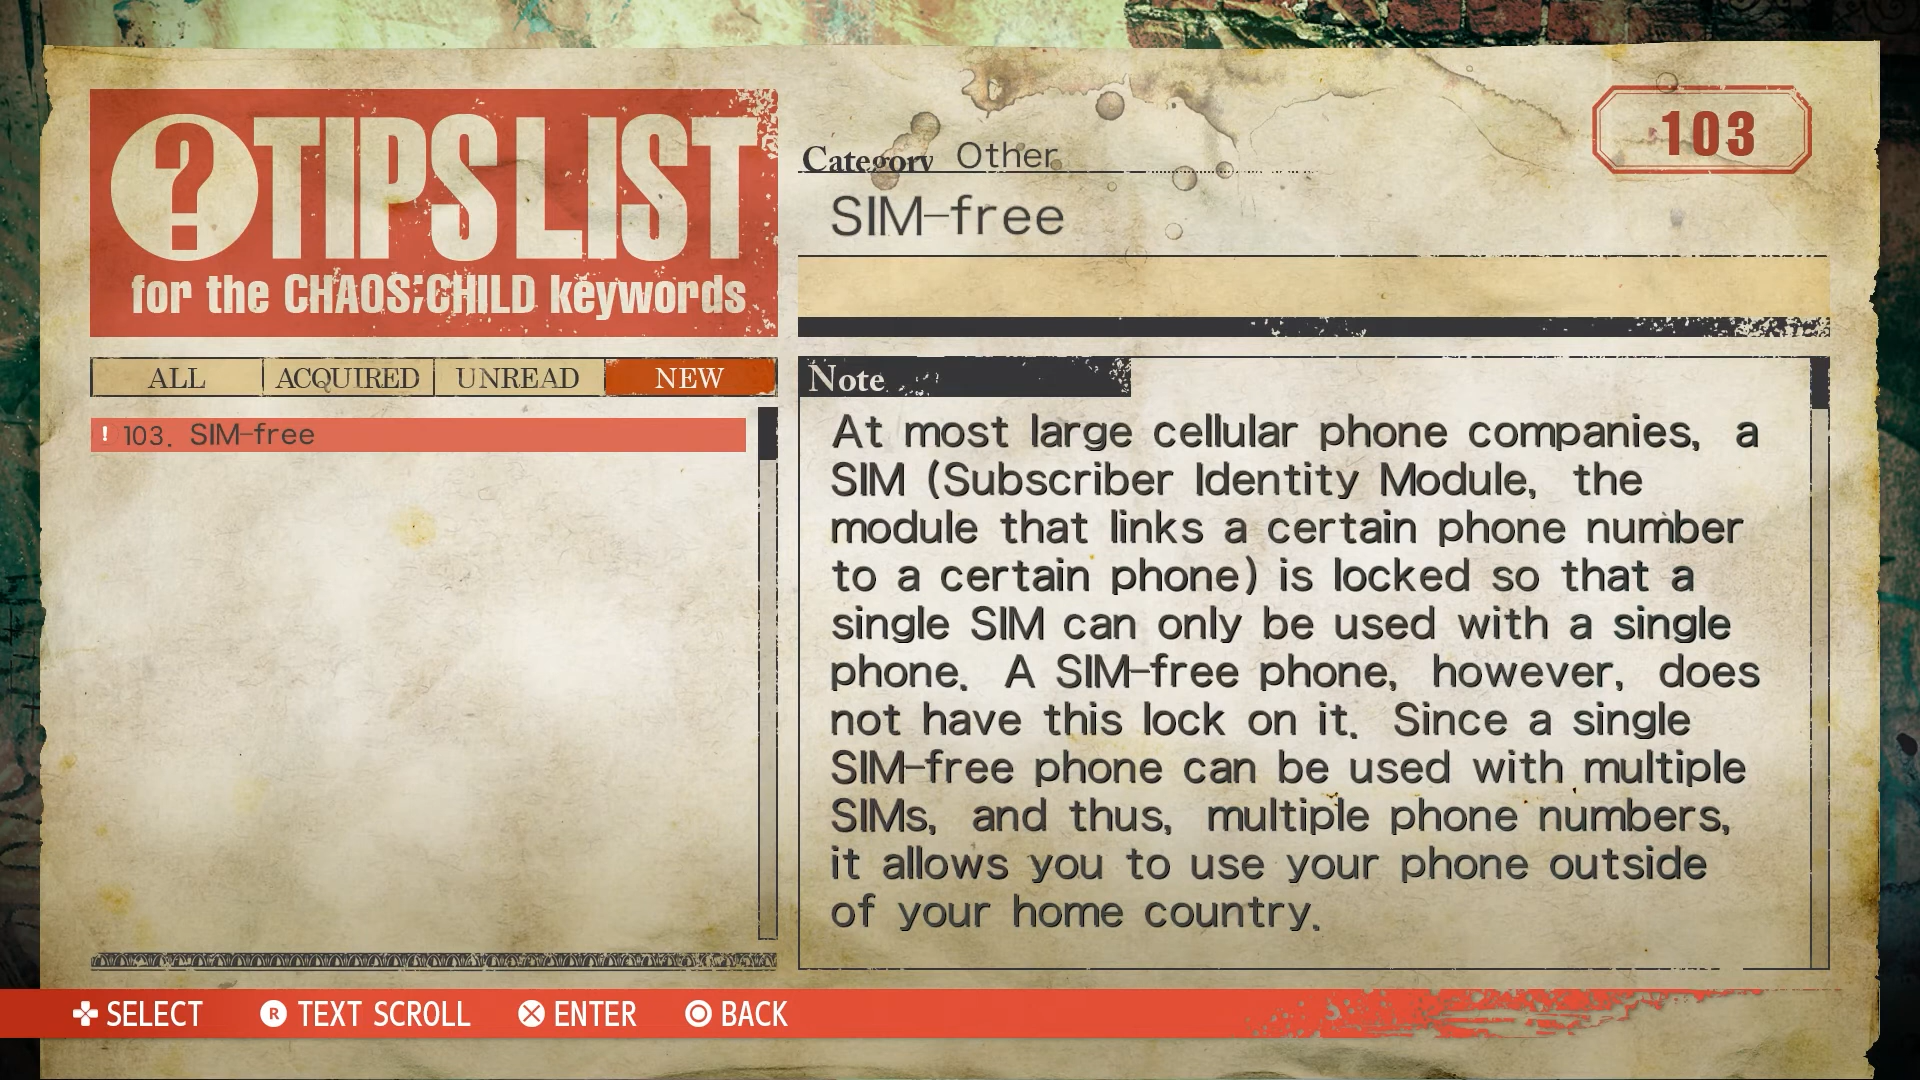 ? TIPS LIST
for the CHAOS;CHILD keywords
ALL ACQUIRED UNREAD NEW
! 103. SIM-free
Category Other
103
SIM-free
Note
At most large cellular phone companies, a
SIM (Subscriber Identity Module, the
module that links a certain phone number
to a certain phone) is locked so that a
single SIM can only be used with a single
phone. A SIM-free phone, however, does
not have this lock on it. Since a single
SIM-free phone can be used with multiple
SIMs, and thus, multiple phone numbers,
it allows you to use your phone outside
of your home country.
SELECT R TEXT SCROLL ENTER BACK